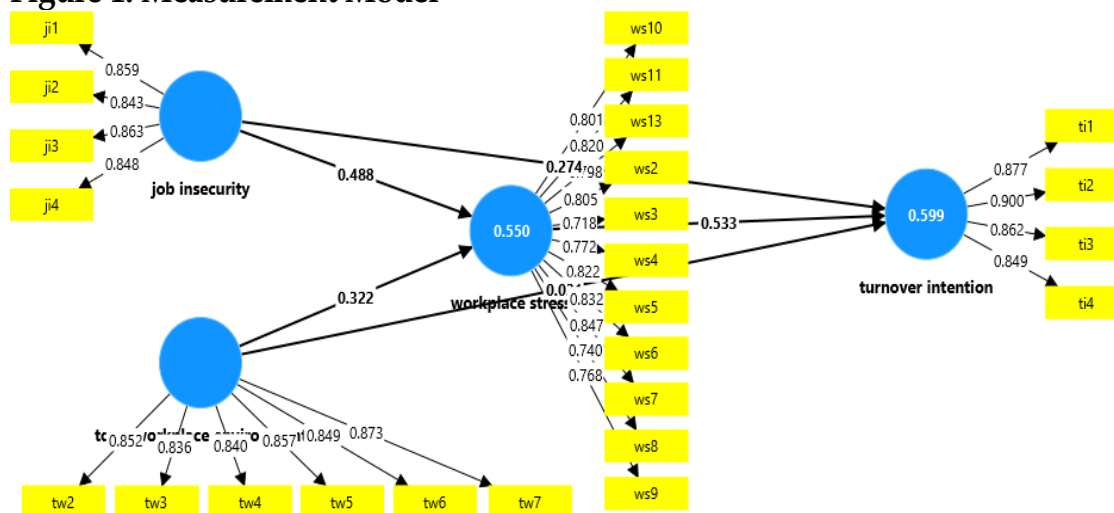 Figure 1. Measurement Model
ji1
ji2
ji3
ji4
0.859
0.843
0.863
0.848
job insecurity
0.488
0.274
0.322
0.533
0.550
workplace stress
ws10
ws11
ws13
ws2
ws3
ws4
ws5
ws6
ws7
ws8
ws9
0.801
0.820
0.805
0.718
0.772
0.822
0.832
0.847
0.740
0.768
0.599
turnover intention
ti1
ti2
ti3
ti4
0.877
0.900
0.862
0.849
0.852
0.836
0.840
0.857
0.849
0.873
tw2
tw3
tw4
tw5
tw6
tw7